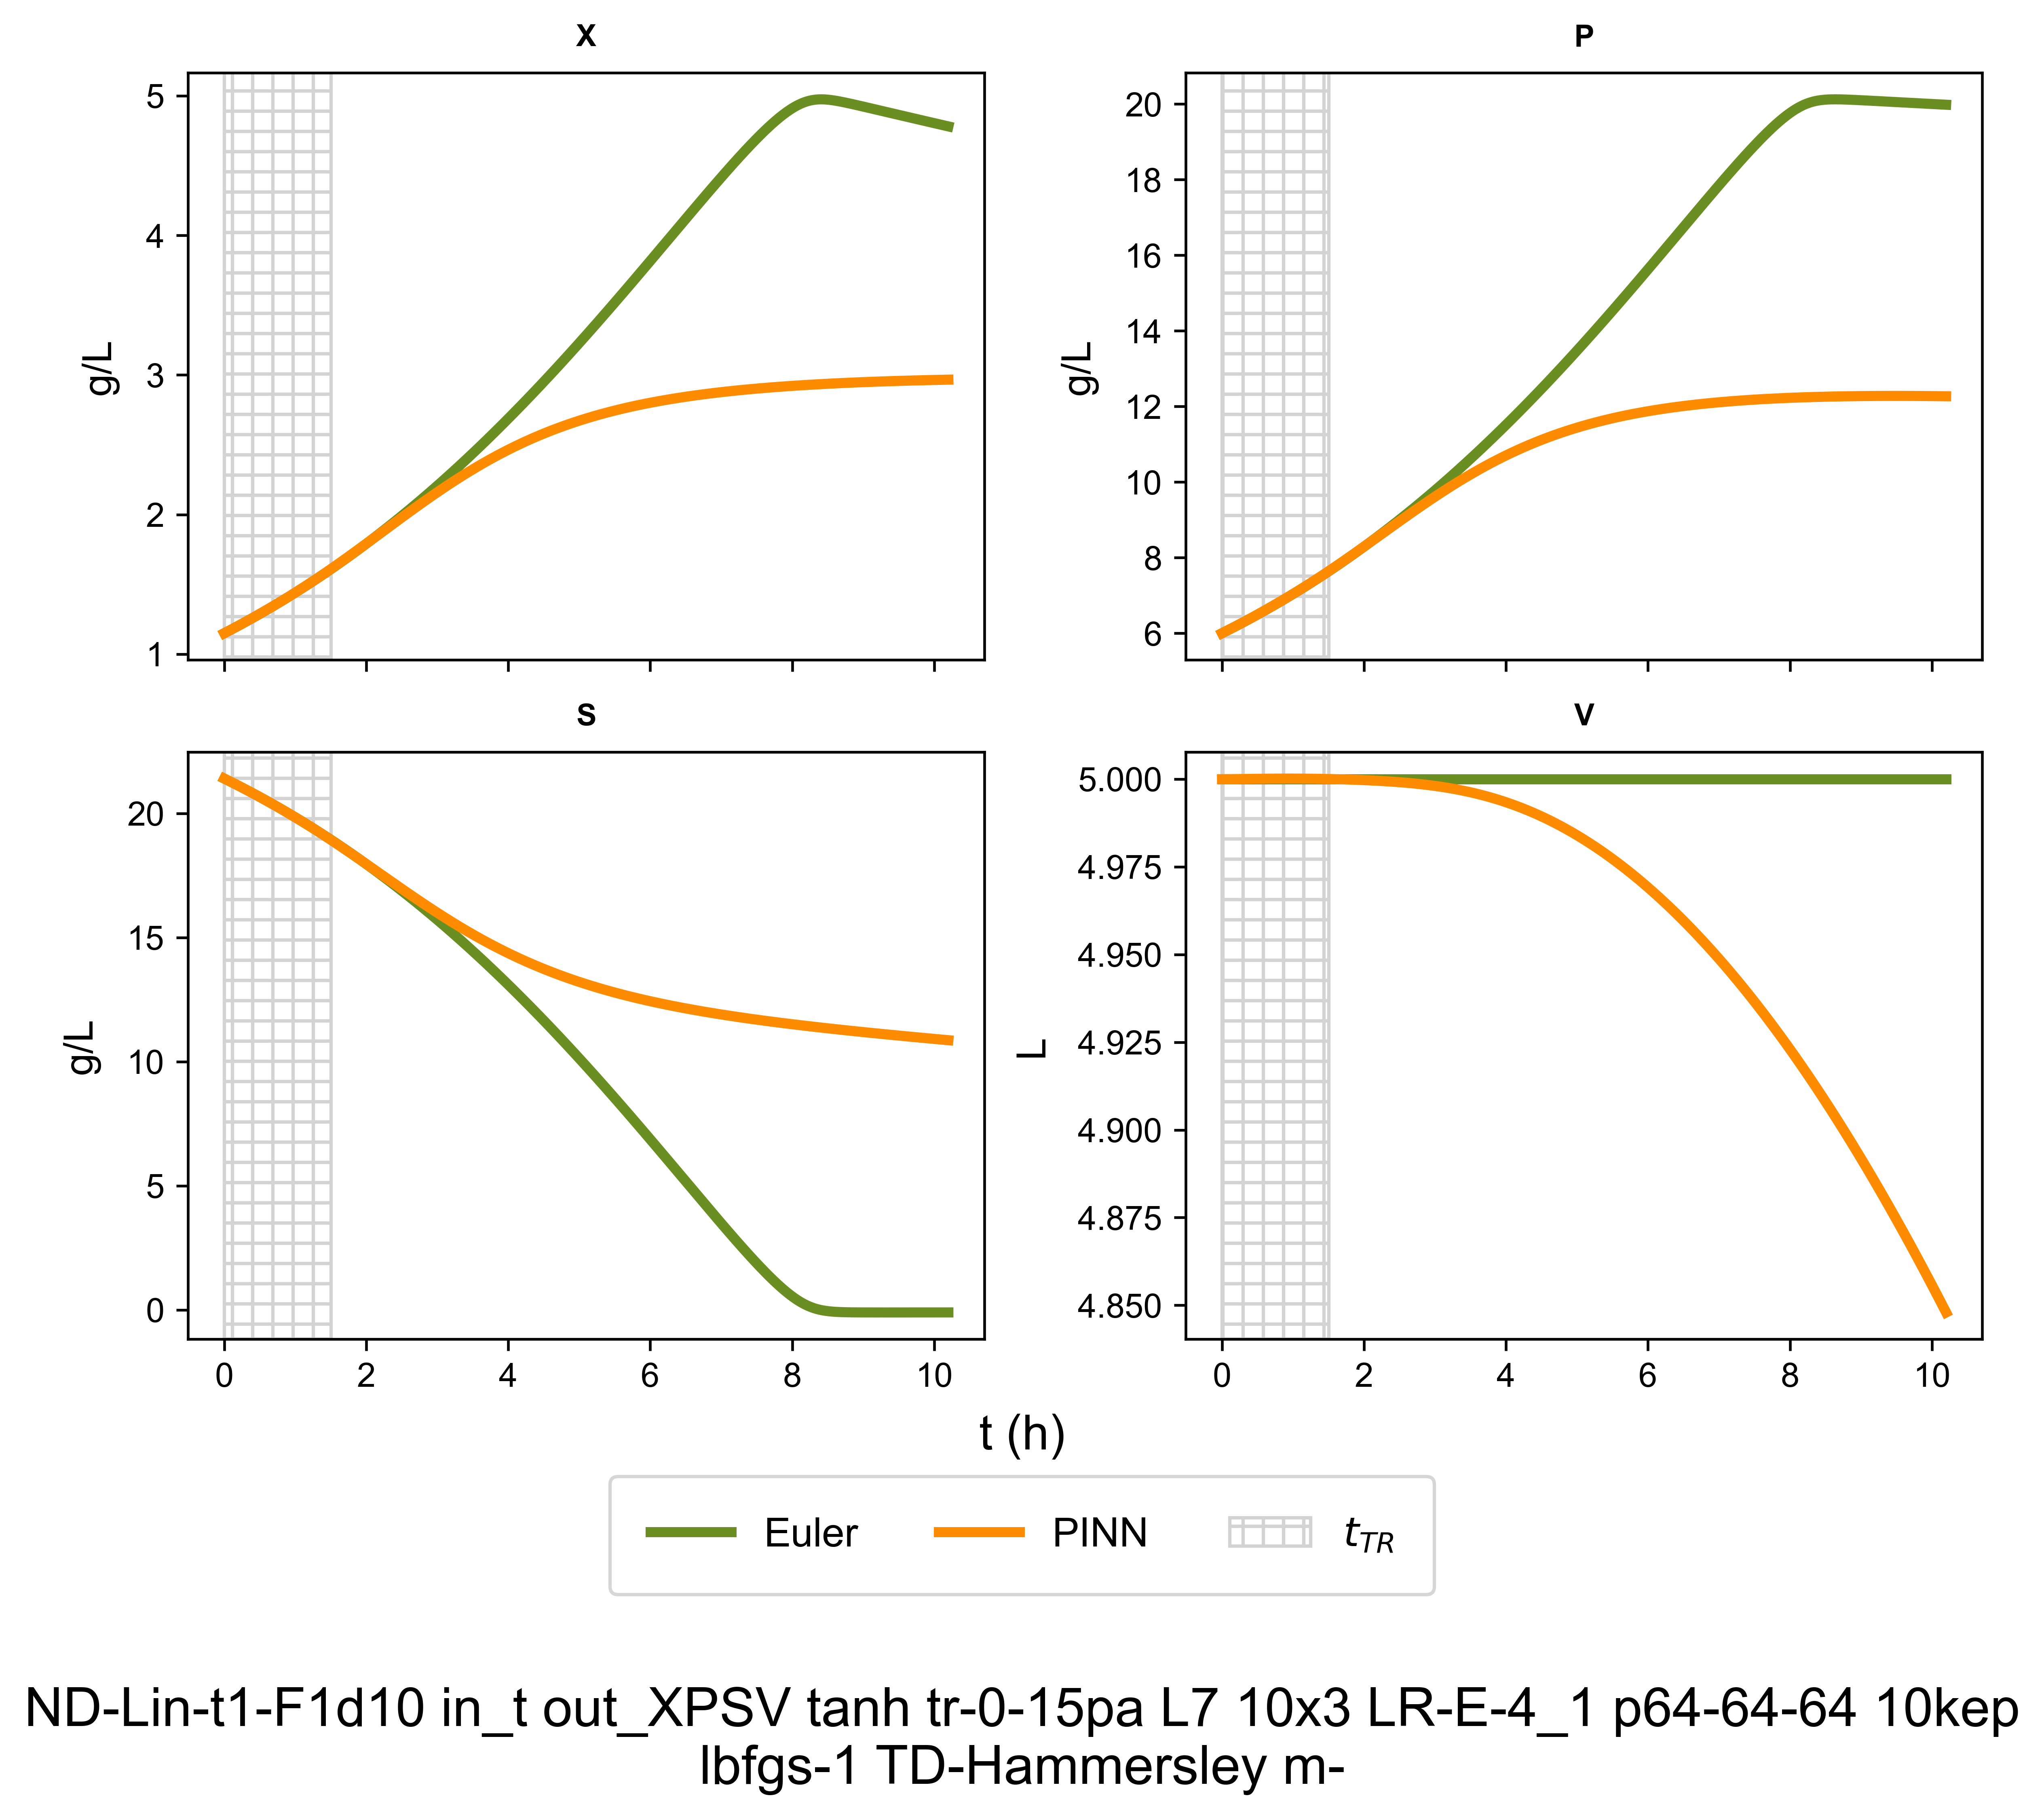 X
P
5
4
3
2
1
g/L
20
18
16
14
12
10
8
6
g/L
S
V
20
15
10
5
0
g/L
5.000
4.975
4.950
4.925
4.900
4.875
4.850
L
0 2 4 6 8 10
0 2 4 6 8 10
t (h)
Euler PINN t_TR
ND-Lin-t1-F1d10 in_t out_XPSV tanh tr-0-15pa L7 10x3 LR-E-4_1 p64-64-64 10kep
lbfgs-1 TD-Hammersley m-